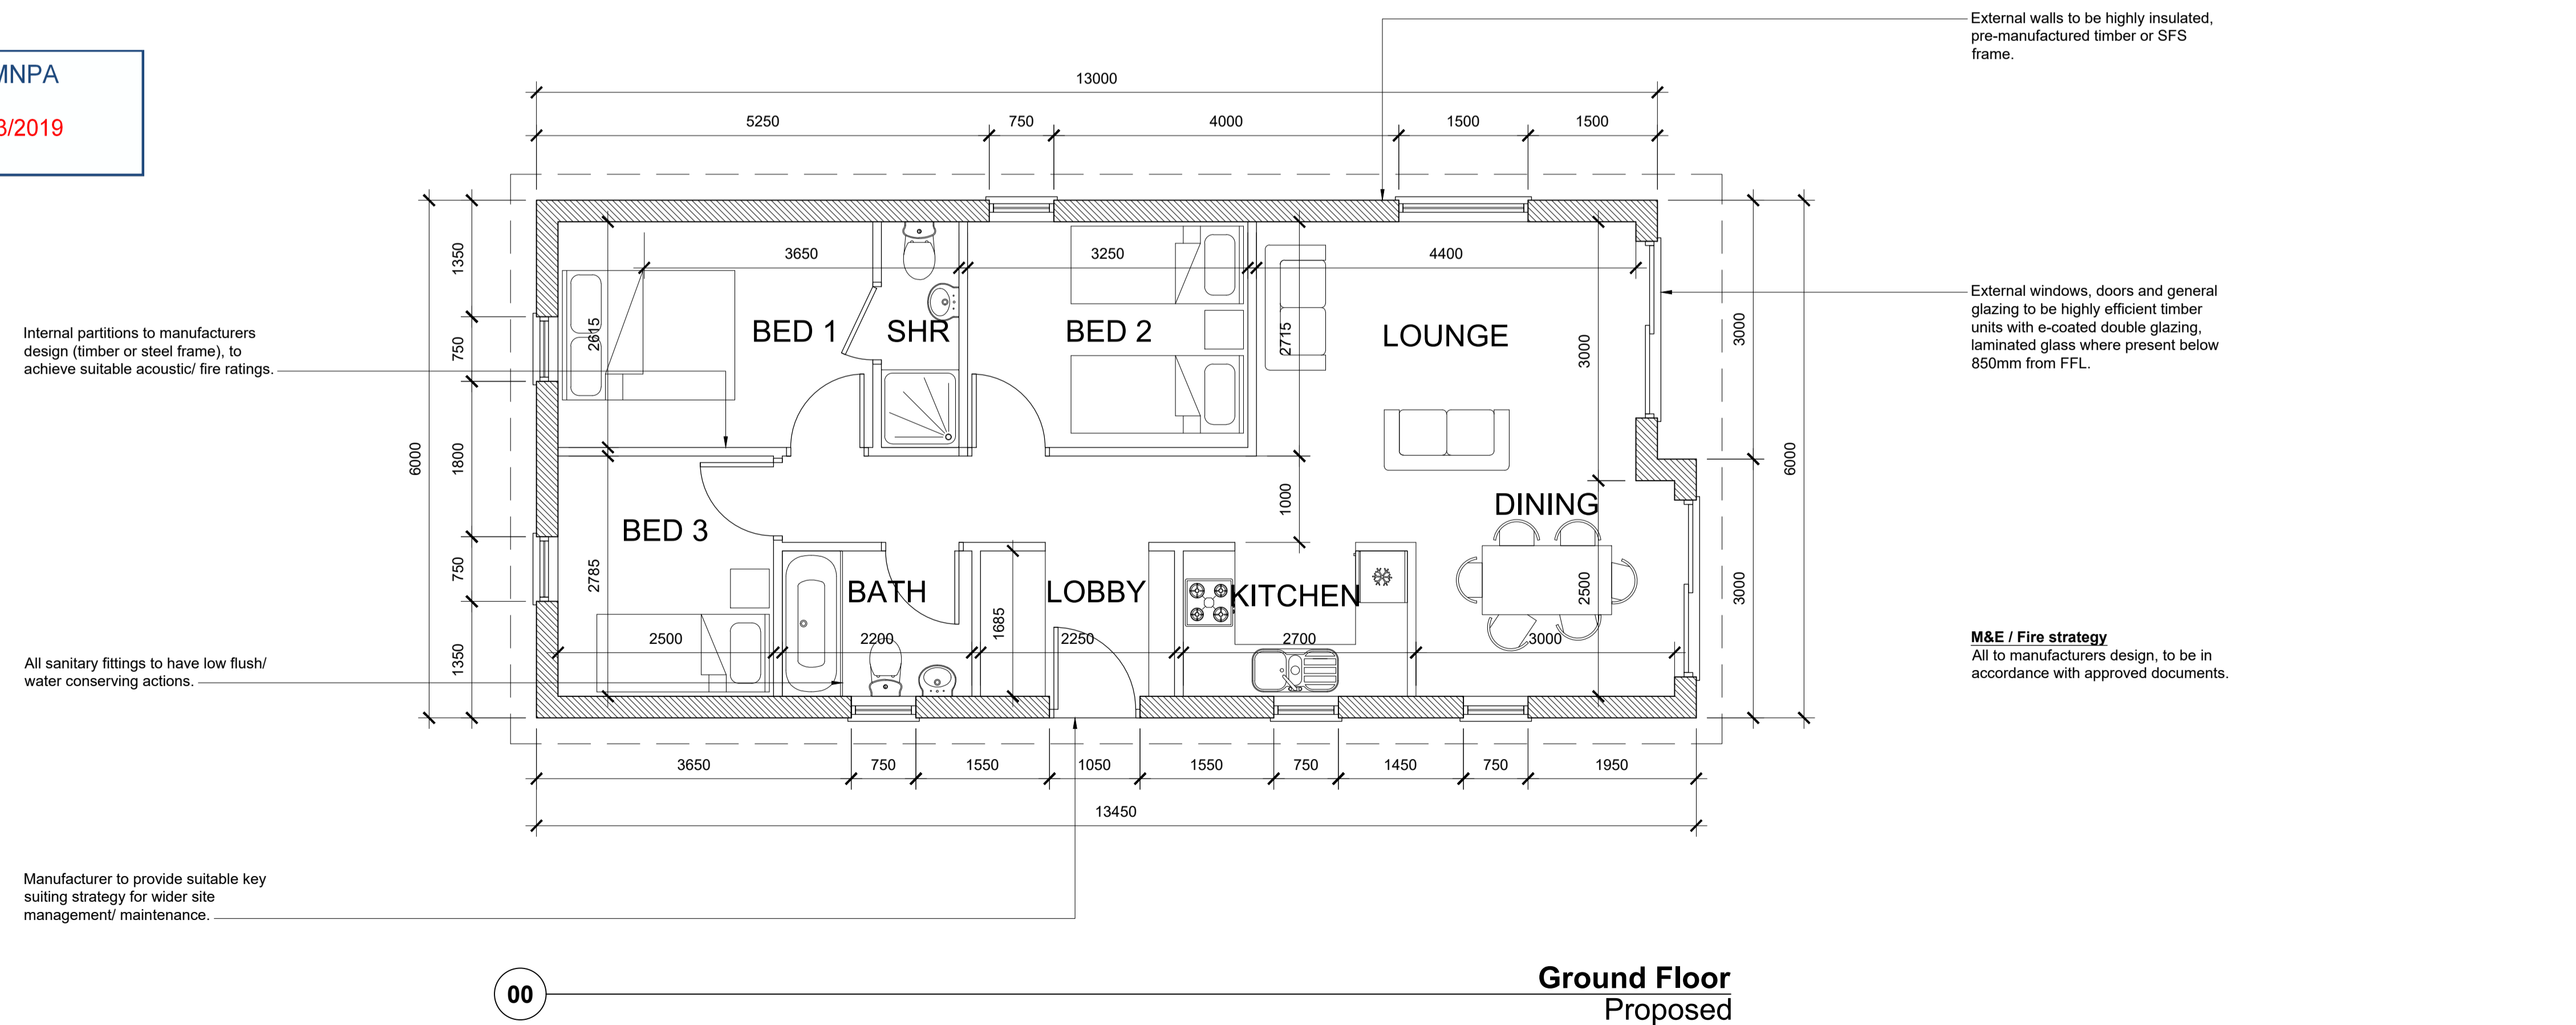 MNPA
3/2019
External walls to be highly insulated,
pre-manufactured timber or SFS
frame.
13000
5250
750
4000
1500
1500
6000
1350
750
1800
750
1350
3650
3250
4400
2615
BED 1
SHR
BED 2
2715
LOUNGE
3000
3000
6000
3000
External windows, doors and general
glazing to be highly efficient timber
units with e-coated double glazing,
laminated glass where present below
850mm from FFL.
Internal partitions to manufacturers
design (timber or steel frame), to
achieve suitable acoustic/ fire ratings.
1000
DINING
BED 3
2785
BATH
LOBBY
KITCHEN
2500
1685
2500
2200
2250
2700
3000
M&E / Fire strategy
All to manufacturers design, to be in
accordance with approved documents.
All sanitary fittings to have low flush/
water conserving actions.
3650
750
1550
1050
1550
750
1450
750
1950
13450
Manufacturer to provide suitable key
suiting strategy for wider site
management/ maintenance.
00
Ground Floor
Proposed